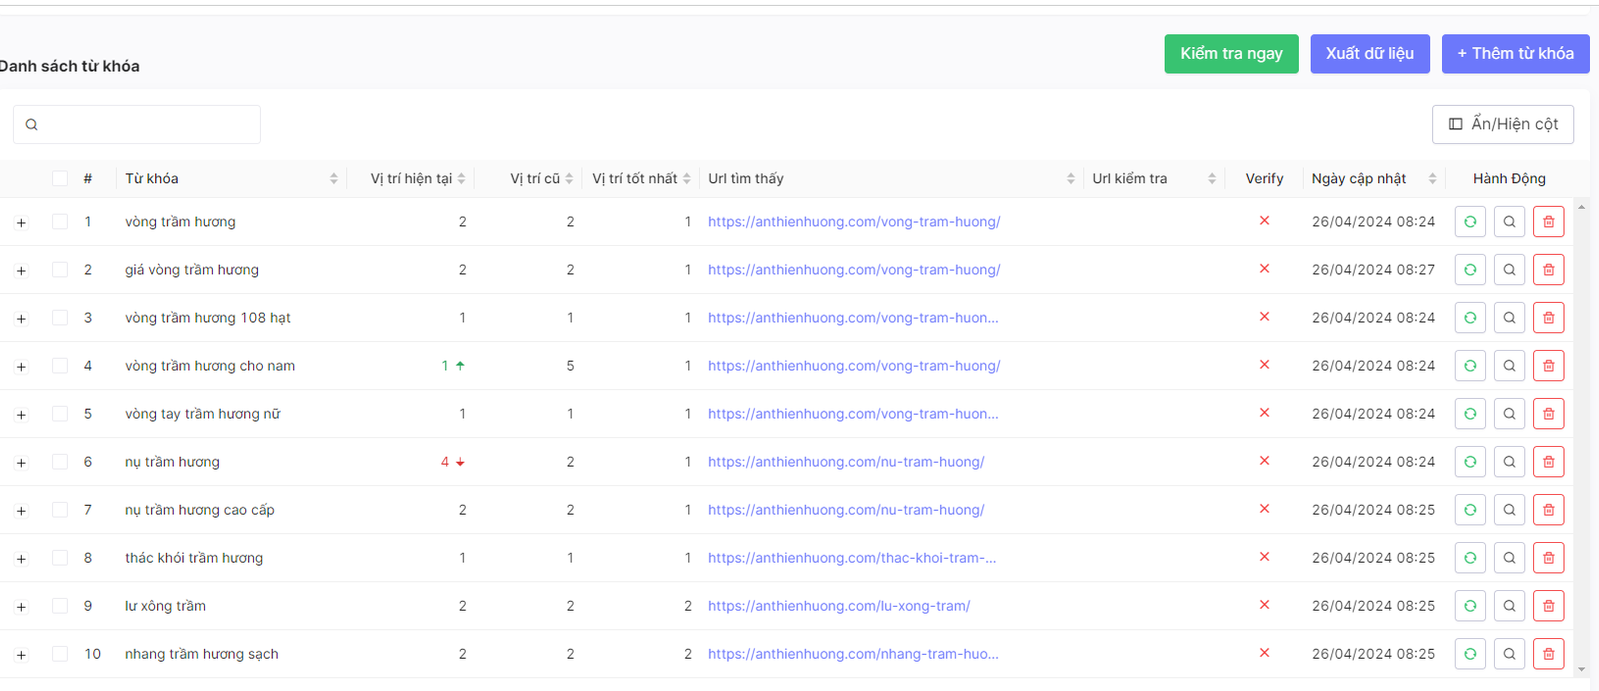 Kiểm tra ngay Xuất dữ liệu + Thêm từ khóa
Danh sách từ khóa
Ẩn/Hiện cột
# Từ khóa Vị trí hiện tại Vị trí cũ Vị trí tốt nhất Url tìm thấy Url kiểm tra Verify Ngày cập nhật Hành Động
1 vòng trầm hương 2 2 1 https://anthienhuong.com/vong-tram-huong/ 26/04/2024 08:24
2 giá vòng trầm hương 2 2 1 https://anthienhuong.com/vong-tram-huong/ 26/04/2024 08:27
3 vòng trầm hương 108 hạt 1 1 1 https://anthienhuong.com/vong-tram-huon... 26/04/2024 08:24
4 vòng trầm hương cho nam 1 5 1 https://anthienhuong.com/vong-tram-huong/ 26/04/2024 08:24
5 vòng tay trầm hương nữ 1 1 1 https://anthienhuong.com/vong-tram-huon... 26/04/2024 08:24
6 nụ trầm hương 4 2 1 https://anthienhuong.com/nu-tram-huong/ 26/04/2024 08:24
7 nụ trầm hương cao cấp 2 2 1 https://anthienhuong.com/nu-tram-huong/ 26/04/2024 08:25
8 thác khói trầm hương 1 1 1 https://anthienhuong.com/thac-khoi-tram-... 26/04/2024 08:25
9 lư xông trầm 2 2 2 https://anthienhuong.com/lu-xong-tram/ 26/04/2024 08:25
10 nhang trầm hương sạch 2 2 2 https://anthienhuong.com/nhang-tram-huo... 26/04/2024 08:25